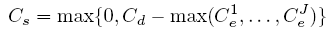 C_s = max{0, C_d − max(C_e^1, . . . , C_e^J)}